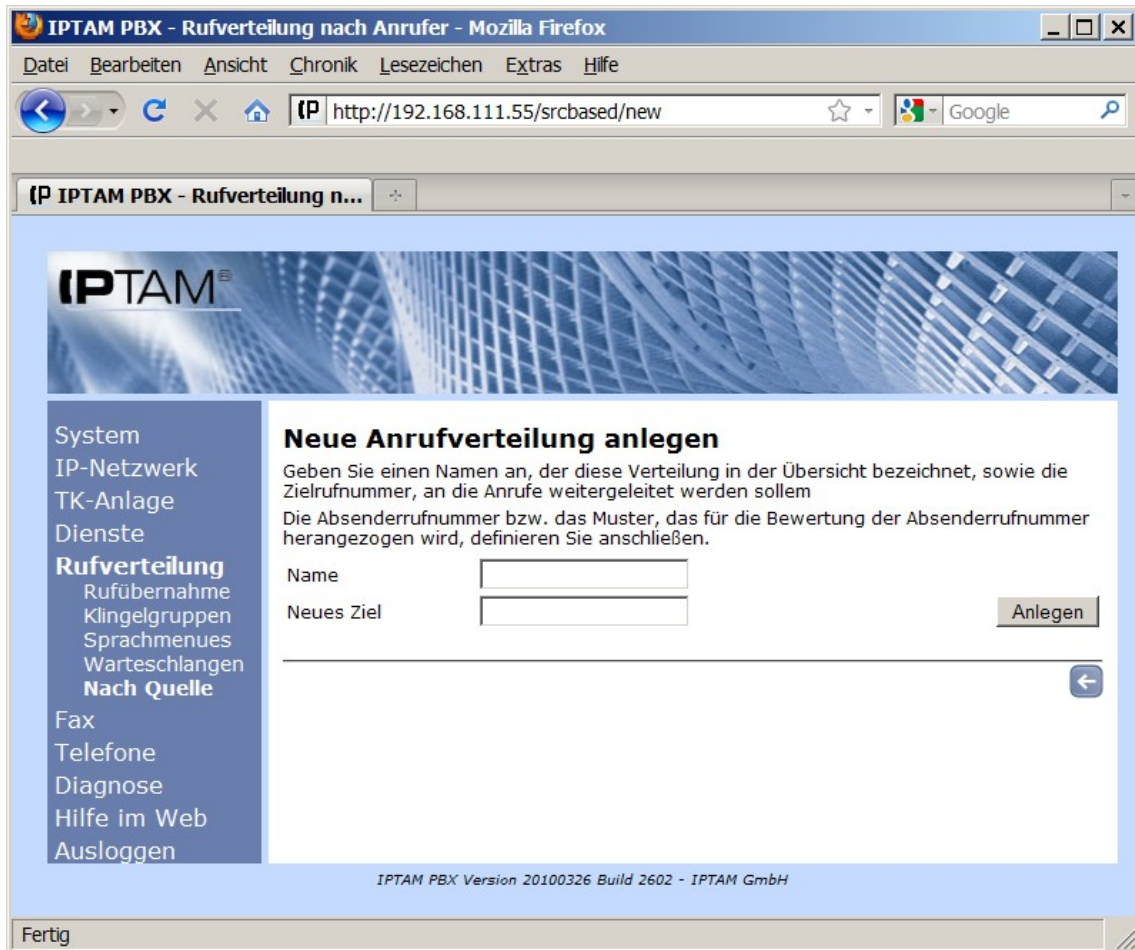 IPTAM PBX - Rufverteilung nach Anrufer - Mozilla Firefox
Datei Bearbeiten Ansicht Chronik Lesezeichen Extras Hilfe
(P http://192.168.111.55/srcbased/new Google
(P IPTAM PBX - Rufverteilung n...
IPTAM®
System
IP-Netzwerk
TK-Anlage
Dienste
Rufverteilung
Rufübernahme
Klingelgruppen
Sprachmenues
Warteschlangen
Nach Quelle
Fax
Telefone
Diagnose
Hilfe im Web
Ausloggen
Neue Anrufverteilung anlegen
Geben Sie einen Namen an, der diese Verteilung in der Übersicht bezeichnet, sowie die
Zielrufnummer, an die Anrufe weitergeleitet werden sollem
Die Absenderrufnummer bzw. das Muster, das für die Bewertung der Absenderrufnummer
herangezogen wird, definieren Sie anschließen.
Name
Neues Ziel Anlegen
IPTAM PBX Version 20100326 Build 2602 - IPTAM GmbH
Fertig